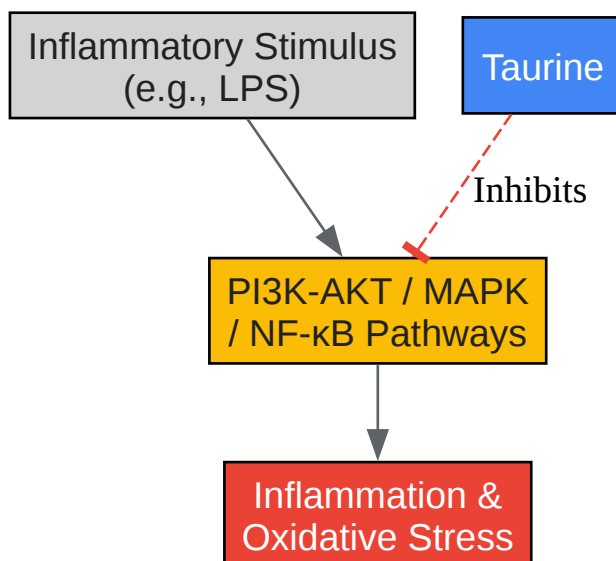 Inflammatory Stimulus
(e.g., LPS)
Taurine
Inhibits
PI3K-AKT / MAPK
/ NF-κB Pathways
Inflammation &
Oxidative Stress